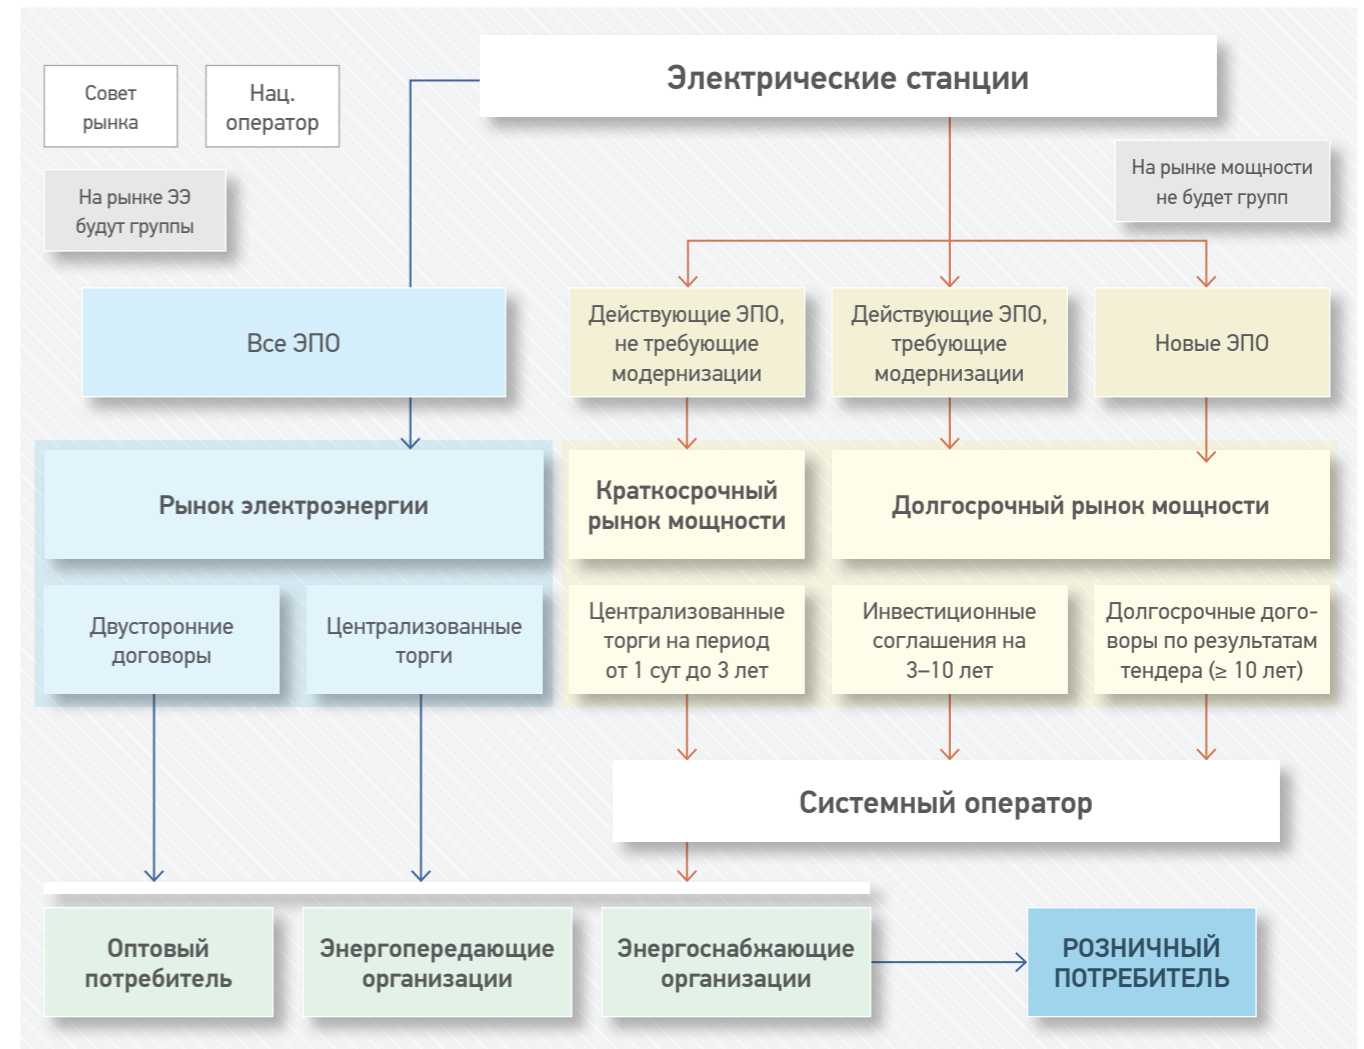 Электрические станции
Совет
рынка
Нац.
оператор
На рынке мощности
не будет групп
На рынке ЭЭ
будут группы
Все ЭПО
Действующие ЭПО,
не требующие
модернизации
Действующие ЭПО,
требующие
модернизации
Новые ЭПО
Рынок электроэнергии
Краткосрочный
рынок мощности
Долгосрочный рынок мощности
Двусторонние
договоры
Централизованные
торги
Централизованные
торги на период
от 1 сут до 3 лет
Инвестиционные
соглашения на
3–10 лет
Долгосрочные дого-
воры по результатам
тендера (≥ 10 лет)
Системный оператор
Оптовый
потребитель
Энергопередающие
организации
Энергоснабжающие
организации
РОЗНИЧНЫЙ
ПОТРЕБИТЕЛЬ